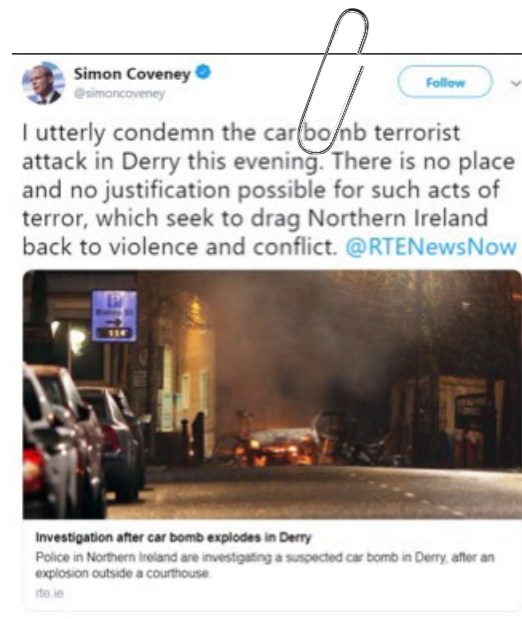 Simon Coveney
@simoncoveney
Follow
I utterly condemn the car bomb terrorist
attack in Derry this evening. There is no place
and no justification possible for such acts of
terror, which seek to drag Northern Ireland
back to violence and conflict. @RTENewsNow
P
Bishop St
114
Investigation after car bomb explodes in Derry
Police in Northern Ireland are investigating a suspected car bomb in Derry, after an
explosion outside a courthouse.
rte.ie